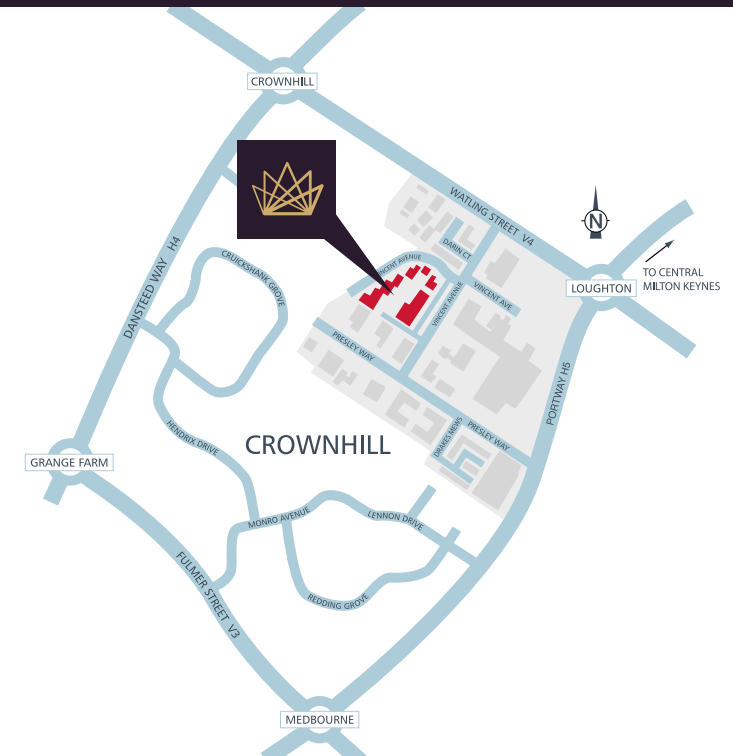 CROWNHILL
WATLING STREET V4
N
DANSTEED WAY H4
DARIN CT
CRUICKSHANK GROVE
VINCENT AVENUE
TO CENTRAL
MILTON KEYNES
LOUGHTON
VINCENT AVE
VINCENT AVENUE
PRESLEY WAY
PORTWAY H5
HENDRIX DRIVE
CROWNHILL
DRAKES MEWS
PRESLEY WAY
GRANGE FARM
MONRO AVENUE
LENNON DRIVE
FULMER STREET V3
REDDING GROVE
MEDBOURNE